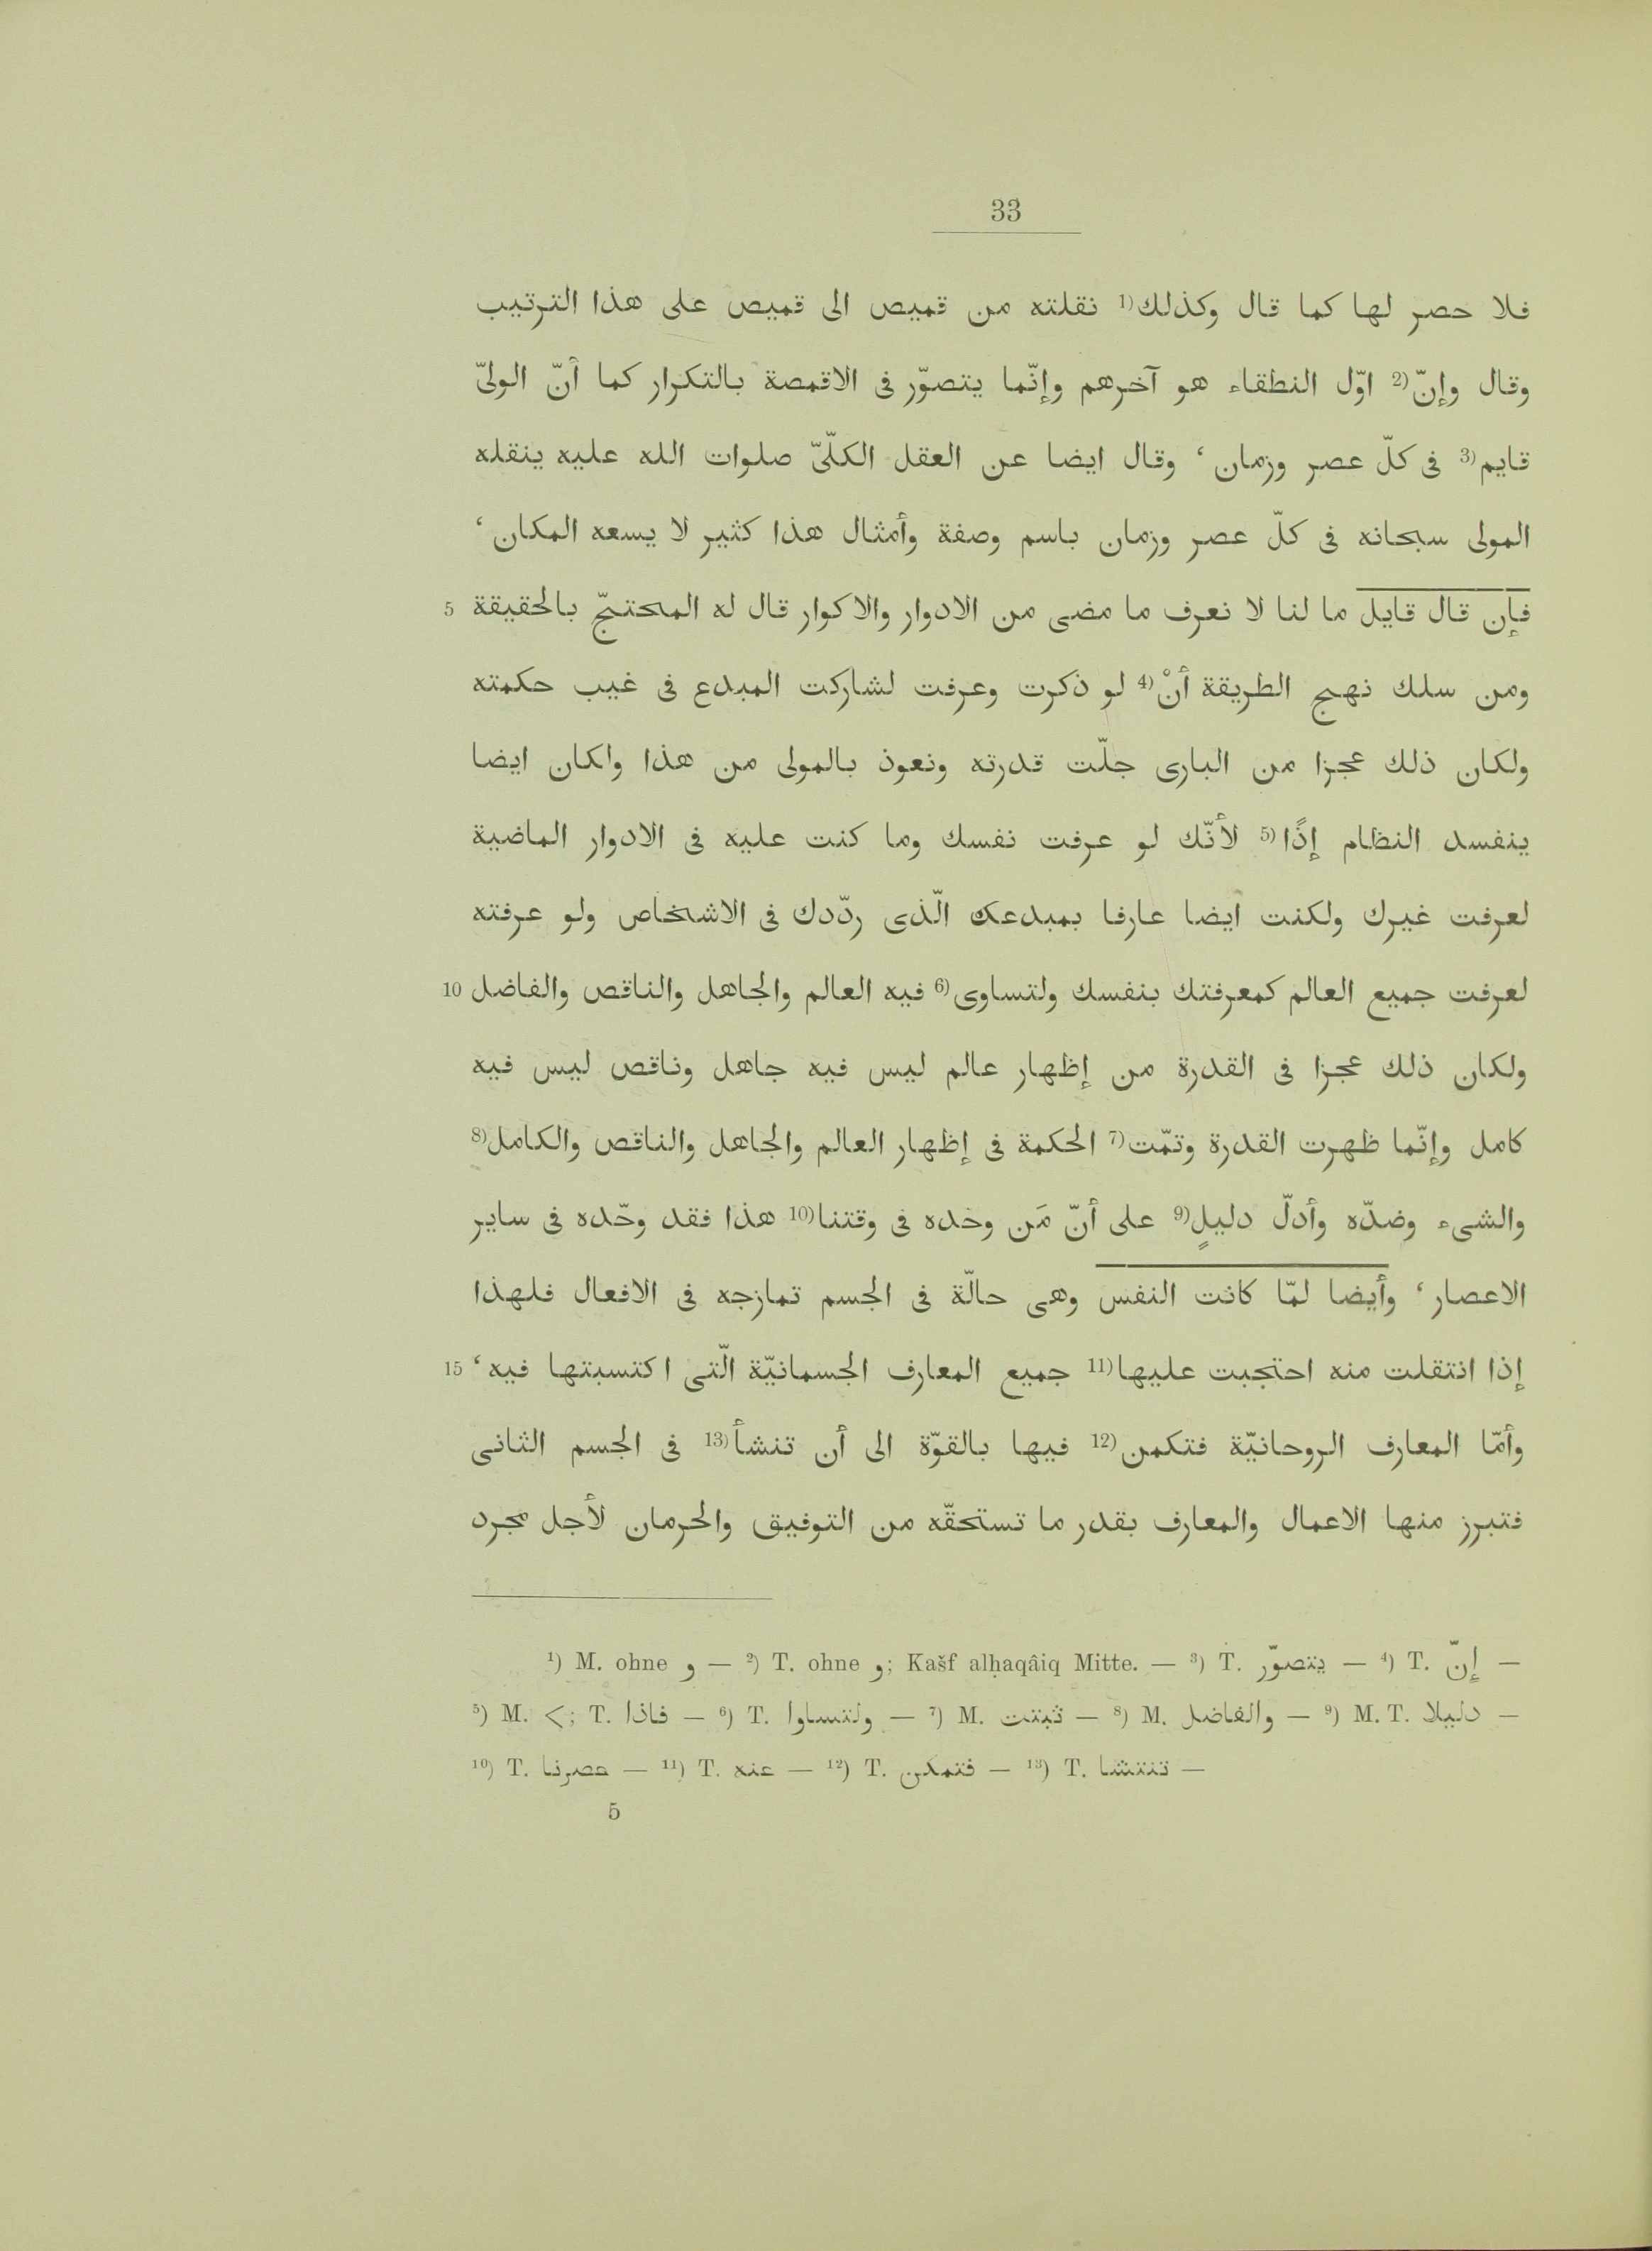 33
فلا حصر لها كما قال وكذلك(1 نقلته من قميص الى قميص على هذا الترتيب
وقال وإنّ(2 اوّل النطقاء هو آخرهم وإنّما يتصوّر فى الاقمصة بالتكرار كما أنّ الولىّ
قايم(3 فى كلّ عصر وزمان، وقال ايضا عن العقل الكلّىّ صلوات الله عليه ينقله
المولى سبحانه فى كلّ عصر وزمان باسم وصفة وأمثال هذا كثير لا يسعه المكان،
فإن قال قايل ما لنا لا نعرف ما مضى من الادوار والاكوار قال له المحتجّ بالحقيقة 5
ومن سلك نهج الطريقة أنْ(4 لو ذكرت وعرفت لشاركت المبدع فى غيب حكمته
ولكان ذلك عجزا من البارى جلّت قدرته ونعوذ بالمولى من هذا ولكان ايضا
ينفسد النظام إذًا(5 لأنّك لو عرفت نفسك وما كنت عليه فى الادوار الماضية
لعرفت غيرك ولكنت ايضا عارفا بمبدعك الّذى ردّدك فى الاشخاص ولو عرفته
لعرفت جميع العالم كمعرفتك بنفسك ولتساوى(6 فيه العالم والجاهل والناقص والفاضل 10
ولكان ذلك عجزا فى القدرة من إظهار عالم ليس فيه جاهل وناقص ليس فيه
كامل وإنّما ظهرت القدرة وتمّت(7 الحكمة فى إظهار العالم والجاهل والناقص والكامل(8
والشىء وضدّه وأدلّ دليلٍ(9 على أنّ مَن وحده فى وقتنا(10 هذا فقد وحّده فى ساير
الاعصار، وأيضا لمّا كانت النفس وهى حالّة فى الجسم تمازجه فى الافعال فلهذا
إذا انتقلت منه احتجبت عليها(11 جميع المعارف الجسمانيّة الّتى اكتسبتها فيه، 15
وأمّا المعارف الروحانيّة فتكمن(12 فيها بالقوّة الى أن تنشأ(13 فى الجسم الثانى
فتبرز منها الاعمال والمعارف بقدر ما تستحقّه من التوفيق والحرمان لأجل مجرد
¹) M. ohne و — ²) T. ohne و; Kašf alḥaqâiq Mitte. — ³) T. يتصوّر — ⁴) T. إنّ —
⁵) M. <; T. فاذا — ⁶) T. ولتساوا — ⁷) M. ثبتت — ⁸) M. والفاضل — ⁹) M. T. دليلا —
¹⁰) T. عصرنا — ¹¹) T. عنه — ¹²) T. فتمكن — ¹³) T. تنتشا —
5